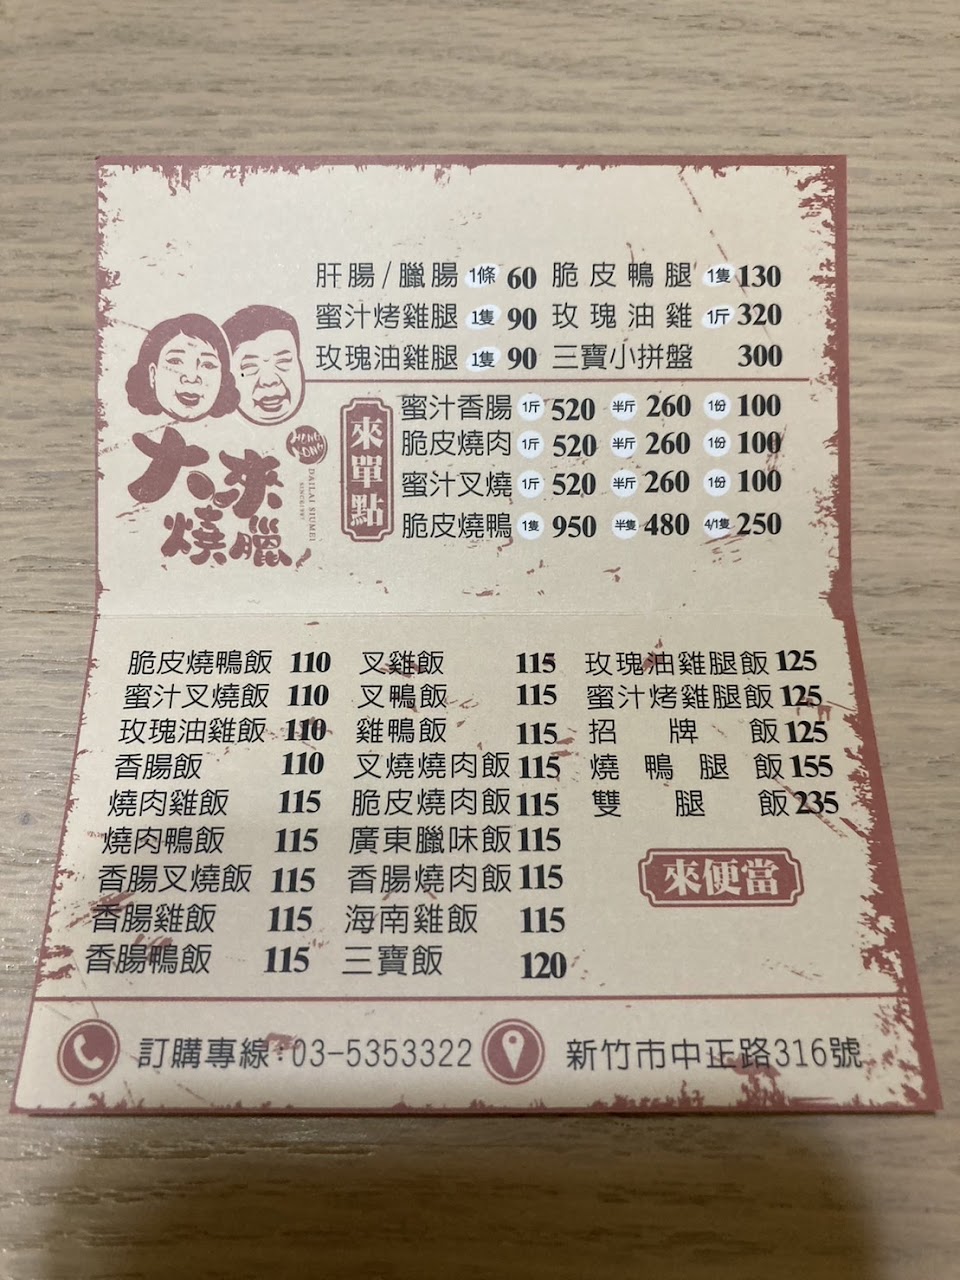 肝腸/臘腸 1條 60 脆皮鴨腿 1隻 130
蜜汁烤雞腿 1隻 90 玫瑰油雞 1斤 320
玫瑰油雞腿 1隻 90 三寶小拼盤 300
大來燒臘
HONG KONG
DAILAI SIUMEI
來單點
蜜汁香腸 1斤 520 半斤 260 1份 100
脆皮燒肉 1斤 520 半斤 260 1份 100
蜜汁叉燒 1斤 520 半斤 260 1份 100
脆皮燒鴨 1隻 950 半隻 480 4/1隻 250
脆皮燒鴨飯 110 叉雞飯 115 玫瑰油雞腿飯 125
蜜汁叉燒飯 110 叉鴨飯 115 蜜汁烤雞腿飯 125
玫瑰油雞飯 110 雞鴨飯 115 招牌飯 125
香腸飯 110 叉燒燒肉飯 115 燒鴨腿飯 155
燒肉雞飯 115 脆皮燒肉飯 115 雙腿飯 235
燒肉鴨飯 115 廣東臘味飯 115
香腸叉燒飯 115 香腸燒肉飯 115
香腸雞飯 115 海南雞飯 115
香腸鴨飯 115 三寶飯 120
來便當
訂購專線:03-5353322 新竹市中正路316號